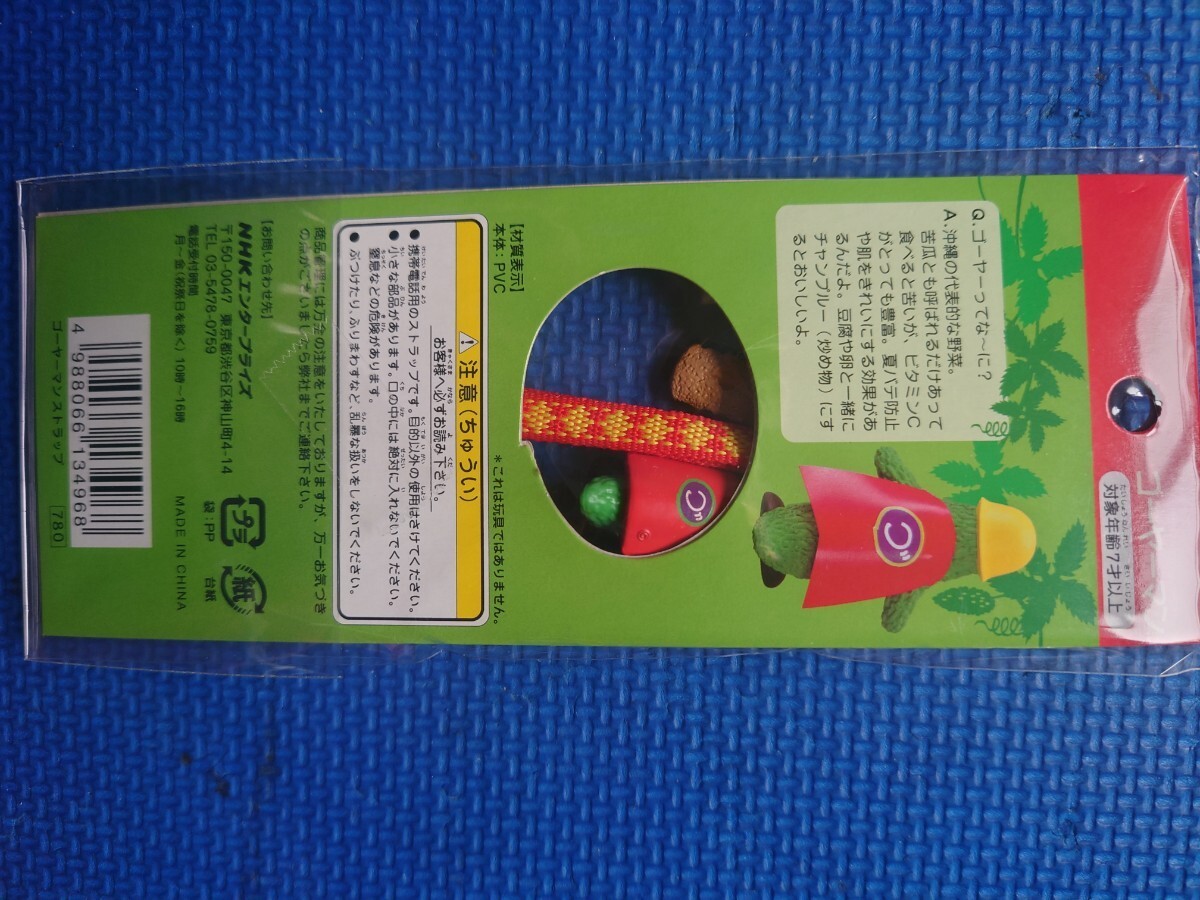 対象年齢7才以上
たいしょうねんれい さいいじょう
Q.ゴーヤーってな〜に?
A.沖縄の代表的な野菜。
苦瓜とも呼ばれるだけあって
食べると苦いが、ビタミンC
がとっても豊富。夏バテ防止
や肌をきれいにする効果があ
るんだよ。豆腐や卵と一緒に
チャンプルー(炒め物)にす
るとおいしいよ。
【材質表示】
本体:PVC
*これは玩具ではありません。
注意(ちゅうい)
お客様へ必ずお読み下さい。
●携帯電話用のストラップです。目的以外の使用はさけてください。
●小さな部品があります。口の中には絶対に入れないでください。
窒息などの危険があります。
●ぶつけたり、ふりまわすなど、乱暴な扱いをしないでください。
商品管理には万全の注意をいたしておりますが、万一お気づき
の点がございましたら弊社までご連絡下さい。
【お問い合わせ先】
NHKエンタープライズ
〒150-0047 東京都渋谷区神山町4-14
TEL 03-5478-0759
電話受付時間
月〜金(祝祭日を除く)10時〜16時
プラ
袋:PP
紙
台紙
MADE IN CHINA
4 988066 134968
ゴーヤーマンストラップ
780